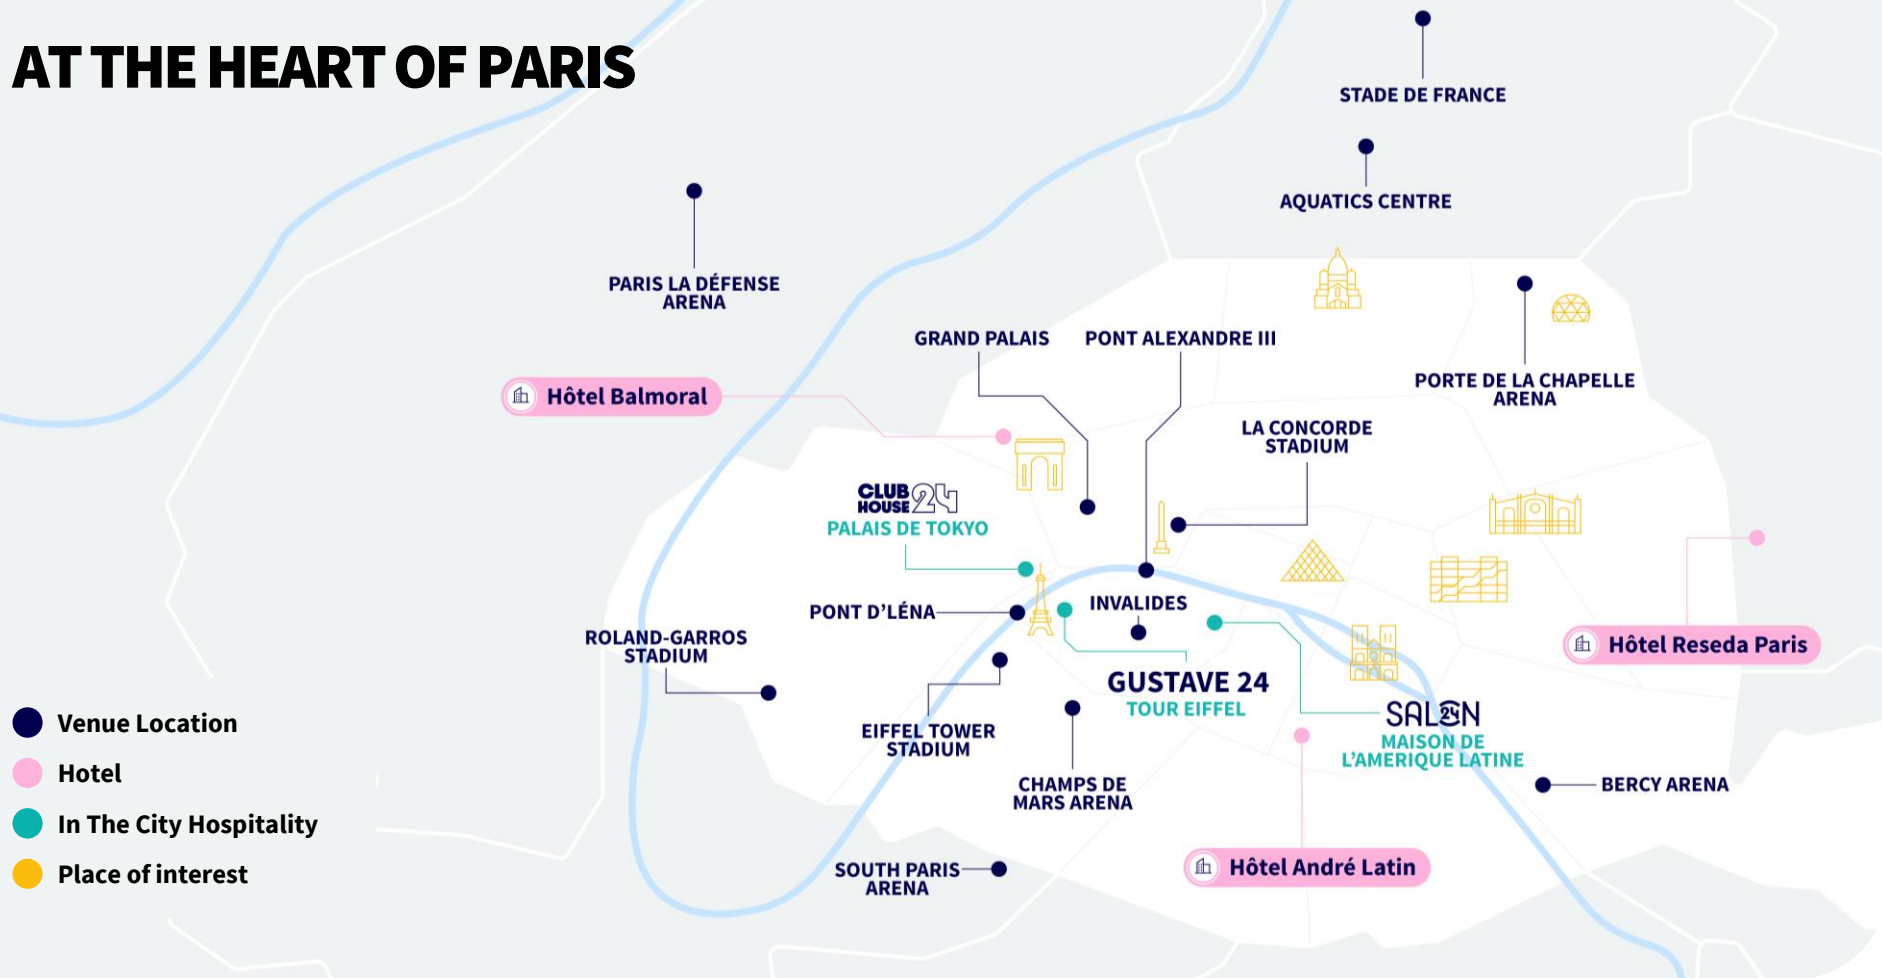 AT THE HEART OF PARIS
STADE DE FRANCE
AQUATICS CENTRE
PARIS LA DÉFENSE
ARENA
GRAND PALAIS
PONT ALEXANDRE III
PORTE DE LA CHAPELLE
ARENA
Hôtel Balmoral
LA CONCORDE
STADIUM
CLUB
HOUSE 24
PALAIS DE TOKYO
PONT D’LÉNA
INVALIDES
ROLAND-GARROS
STADIUM
Hôtel Reseda Paris
GUSTAVE 24
TOUR EIFFEL
EIFFEL TOWER
STADIUM
SALON 24
MAISON DE
L’AMERIQUE LATINE
CHAMPS DE
MARS ARENA
BERCY ARENA
SOUTH PARIS
ARENA
Hôtel André Latin
Venue Location
Hotel
In The City Hospitality
Place of interest